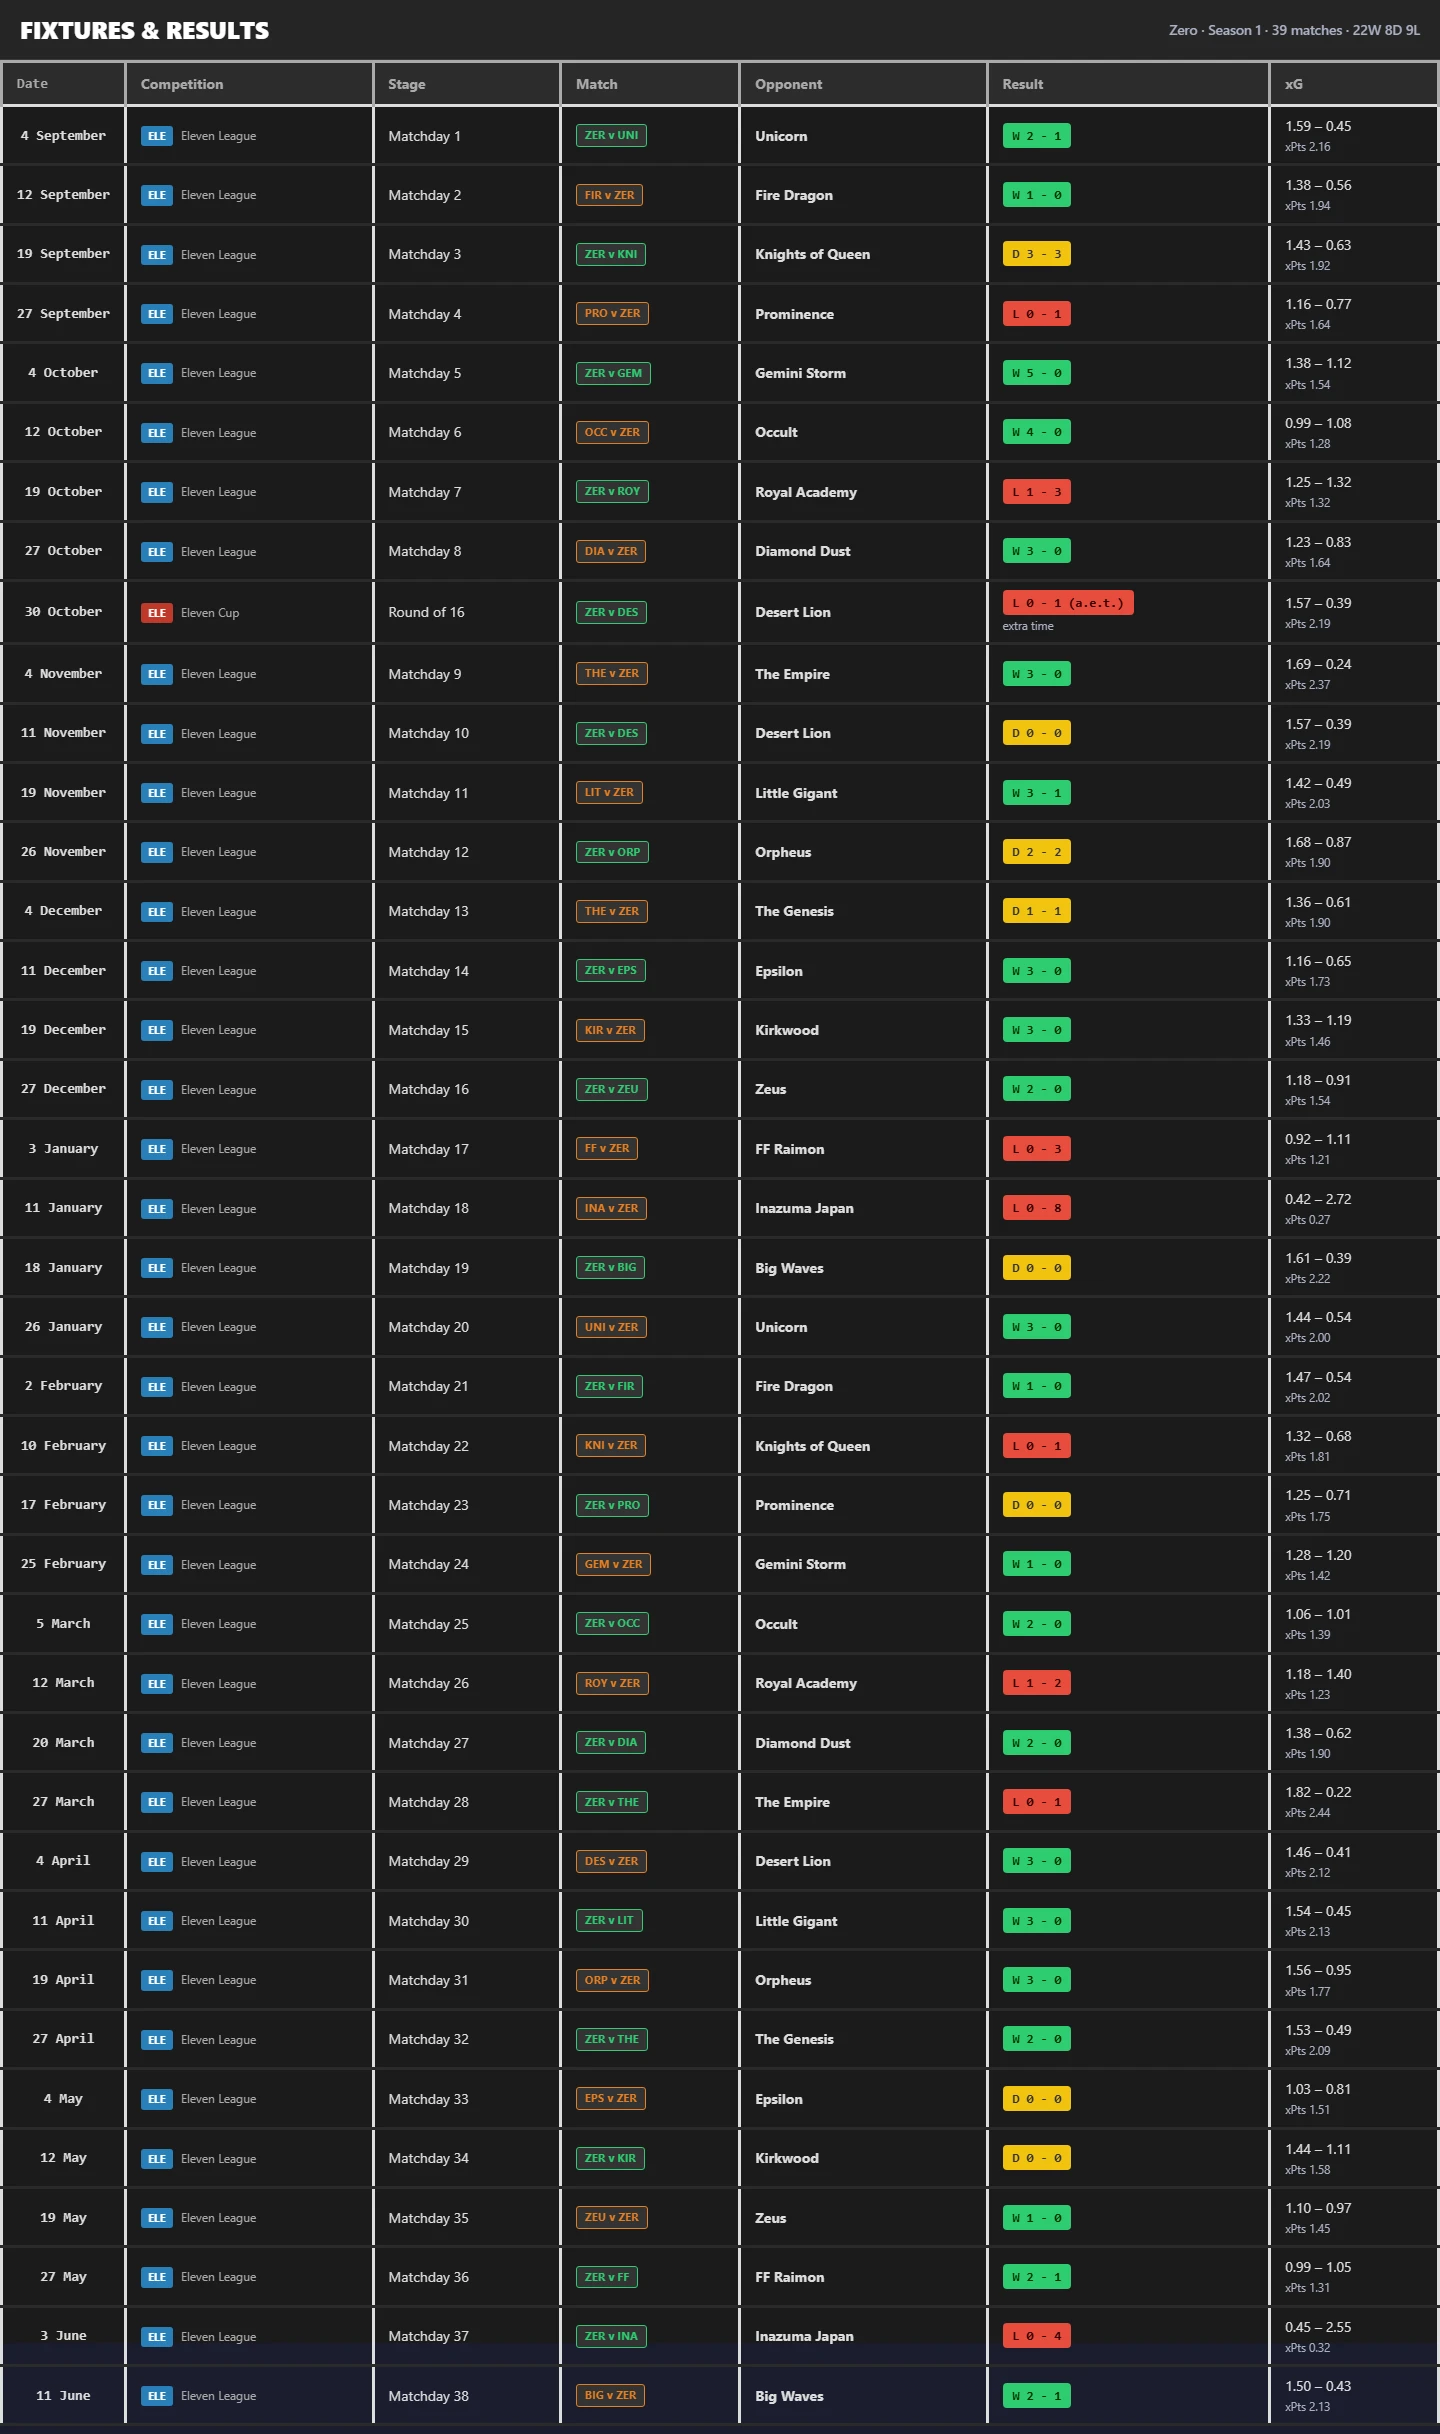 FIXTURES & RESULTS
Zero · Season 1 · 39 matches · 22W 8D 9L
Date Competition Stage Match Opponent Result xG
4 September ELE Eleven League Matchday 1 ZER v UNI Unicorn W 2 - 1 1.59 – 0.45
xPts 2.16
12 September ELE Eleven League Matchday 2 FIR v ZER Fire Dragon W 1 - 0 1.38 – 0.56
xPts 1.94
19 September ELE Eleven League Matchday 3 ZER v KNI Knights of Queen D 3 - 3 1.43 – 0.63
xPts 1.92
27 September ELE Eleven League Matchday 4 PRO v ZER Prominence L 0 - 1 1.16 – 0.77
xPts 1.64
4 October ELE Eleven League Matchday 5 ZER v GEM Gemini Storm W 5 - 0 1.38 – 1.12
xPts 1.54
12 October ELE Eleven League Matchday 6 OCC v ZER Occult W 4 - 0 0.99 – 1.08
xPts 1.28
19 October ELE Eleven League Matchday 7 ZER v ROY Royal Academy L 1 - 3 1.25 – 1.32
xPts 1.32
27 October ELE Eleven League Matchday 8 DIA v ZER Diamond Dust W 3 - 0 1.23 – 0.83
xPts 1.64
30 October ELE Eleven Cup Round of 16 ZER v DES Desert Lion L 0 - 1 (a.e.t.) 1.57 – 0.39
extra time xPts 2.19
4 November ELE Eleven League Matchday 9 THE v ZER The Empire W 3 - 0 1.69 – 0.24
xPts 2.37
11 November ELE Eleven League Matchday 10 ZER v DES Desert Lion D 0 - 0 1.57 – 0.39
xPts 2.19
19 November ELE Eleven League Matchday 11 LIT v ZER Little Gigant W 3 - 1 1.42 – 0.49
xPts 2.03
26 November ELE Eleven League Matchday 12 ZER v ORP Orpheus D 2 - 2 1.68 – 0.87
xPts 1.90
4 December ELE Eleven League Matchday 13 THE v ZER The Genesis D 1 - 1 1.36 – 0.61
xPts 1.90
11 December ELE Eleven League Matchday 14 ZER v EPS Epsilon W 3 - 0 1.16 – 0.65
xPts 1.73
19 December ELE Eleven League Matchday 15 KIR v ZER Kirkwood W 3 - 0 1.33 – 1.19
xPts 1.46
27 December ELE Eleven League Matchday 16 ZER v ZEU Zeus W 2 - 0 1.18 – 0.91
xPts 1.54
3 January ELE Eleven League Matchday 17 FF v ZER FF Raimon L 0 - 3 0.92 – 1.11
xPts 1.21
11 January ELE Eleven League Matchday 18 INA v ZER Inazuma Japan L 0 - 8 0.42 – 2.72
xPts 0.27
18 January ELE Eleven League Matchday 19 ZER v BIG Big Waves D 0 - 0 1.61 – 0.39
xPts 2.22
26 January ELE Eleven League Matchday 20 UNI v ZER Unicorn W 3 - 0 1.44 – 0.54
xPts 2.00
2 February ELE Eleven League Matchday 21 ZER v FIR Fire Dragon W 1 - 0 1.47 – 0.54
xPts 2.02
10 February ELE Eleven League Matchday 22 KNI v ZER Knights of Queen L 0 - 1 1.32 – 0.68
xPts 1.81
17 February ELE Eleven League Matchday 23 ZER v PRO Prominence D 0 - 0 1.25 – 0.71
xPts 1.75
25 February ELE Eleven League Matchday 24 GEM v ZER Gemini Storm W 1 - 0 1.28 – 1.20
xPts 1.42
5 March ELE Eleven League Matchday 25 ZER v OCC Occult W 2 - 0 1.06 – 1.01
xPts 1.39
12 March ELE Eleven League Matchday 26 ROY v ZER Royal Academy L 1 - 2 1.18 – 1.40
xPts 1.23
20 March ELE Eleven League Matchday 27 ZER v DIA Diamond Dust W 2 - 0 1.38 – 0.62
xPts 1.90
27 March ELE Eleven League Matchday 28 ZER v THE The Empire L 0 - 1 1.82 – 0.22
xPts 2.44
4 April ELE Eleven League Matchday 29 DES v ZER Desert Lion W 3 - 0 1.46 – 0.41
xPts 2.12
11 April ELE Eleven League Matchday 30 ZER v LIT Little Gigant W 3 - 0 1.54 – 0.45
xPts 2.13
19 April ELE Eleven League Matchday 31 ORP v ZER Orpheus W 3 - 0 1.56 – 0.95
xPts 1.77
27 April ELE Eleven League Matchday 32 ZER v THE The Genesis W 2 - 0 1.53 – 0.49
xPts 2.09
4 May ELE Eleven League Matchday 33 EPS v ZER Epsilon D 0 - 0 1.03 – 0.81
xPts 1.51
12 May ELE Eleven League Matchday 34 ZER v KIR Kirkwood D 0 - 0 1.44 – 1.11
xPts 1.58
19 May ELE Eleven League Matchday 35 ZEU v ZER Zeus W 1 - 0 1.10 – 0.97
xPts 1.45
27 May ELE Eleven League Matchday 36 ZER v FF FF Raimon W 2 - 1 0.99 – 1.05
xPts 1.31
3 June ELE Eleven League Matchday 37 ZER v INA Inazuma Japan L 0 - 4 0.45 – 2.55
xPts 0.32
11 June ELE Eleven League Matchday 38 BIG v ZER Big Waves W 2 - 1 1.50 – 0.43
xPts 2.13